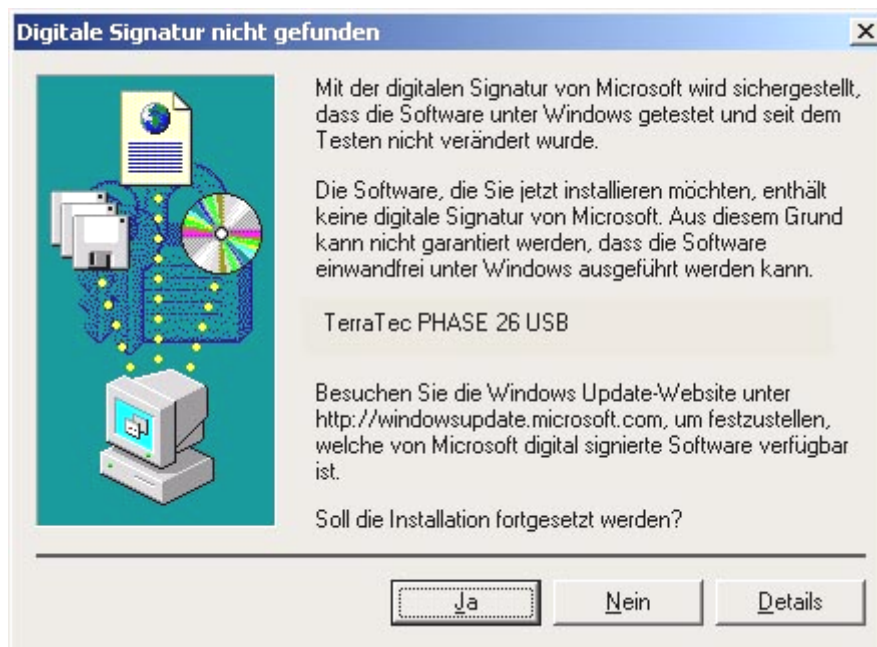 Digitale Signatur nicht gefunden
Mit der digitalen Signatur von Microsoft wird sichergestellt,
dass die Software unter Windows getestet und seit dem
Testen nicht verändert wurde.
Die Software, die Sie jetzt installieren möchten, enthält
keine digitale Signatur von Microsoft. Aus diesem Grund
kann nicht garantiert werden, dass die Software
einwandfrei unter Windows ausgeführt werden kann.
TerraTec PHASE 26 USB
Besuchen Sie die Windows Update-Website unter
http://windowsupdate.microsoft.com, um festzustellen,
welche von Microsoft digital signierte Software verfügbar
ist.
Soll die Installation fortgesetzt werden?
Ja Nein Details